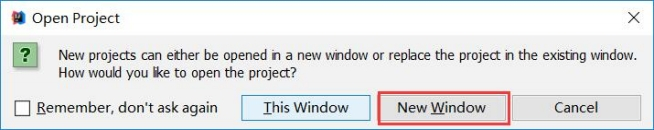 Open Project
New projects can either be opened in a new window or replace the project in the existing window.
How would you like to open the project?
Remember, don't ask again
This Window
New Window
Cancel